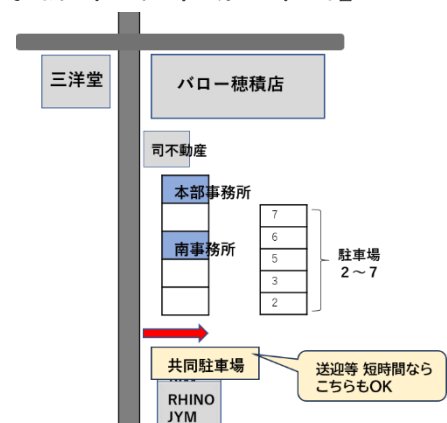 三洋堂
バロー穂積店
司不動産
本部事務所
南事務所
7
6
5
3
2
駐車場
2～7
共同駐車場
送迎等 短時間なら
こちらもOK
RHINO
JYM